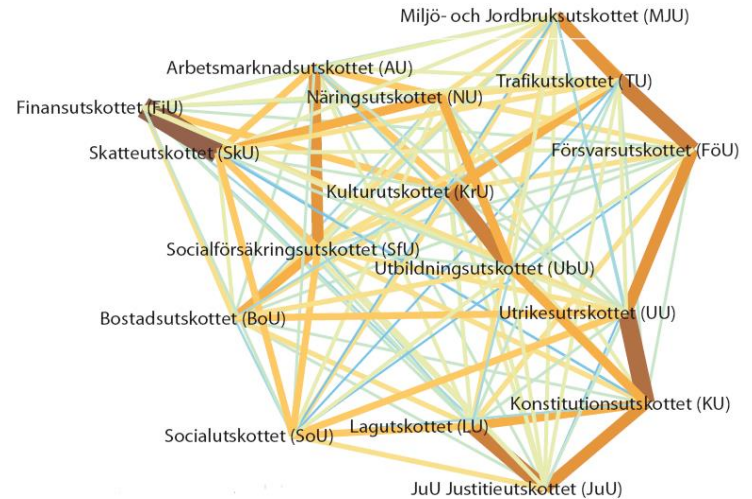 Miljö- och Jordbruksutskottet (MJU)
Arbetsmarknadsutskottet (AU)
Trafikutskottet (TU)
Näringsutskottet (NU)
Finansutskottet (FiU)
Skatteutskottet (SkU)
Försvarsutskottet (FöU)
Kulturutskottet (KrU)
Socialförsäkringsutskottet (SfU)
Utbildningsutskottet (UbU)
Bostadsutskottet (BoU)
Utrikesutrskottet (UU)
Konstitutionsutskottet (KU)
Lagutskottet (LU)
Socialutskottet (SoU)
JuU Justitieutskottet (JuU)